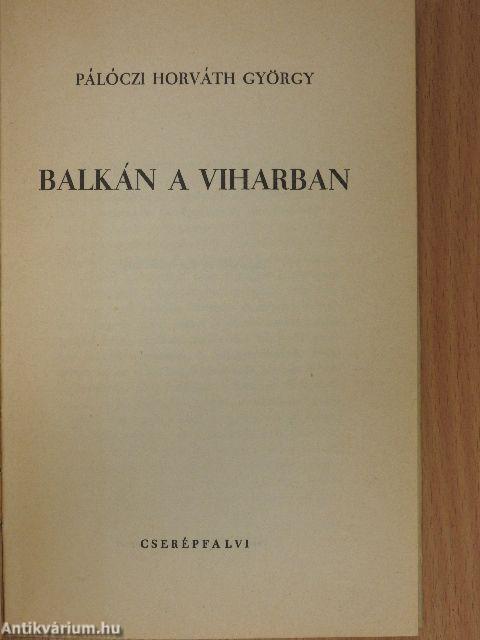 PÁLÓCZI HORVÁTH GYÖRGY
BALKÁN A VIHARBAN
CSERÉPFALVI
Antikvárium.hu